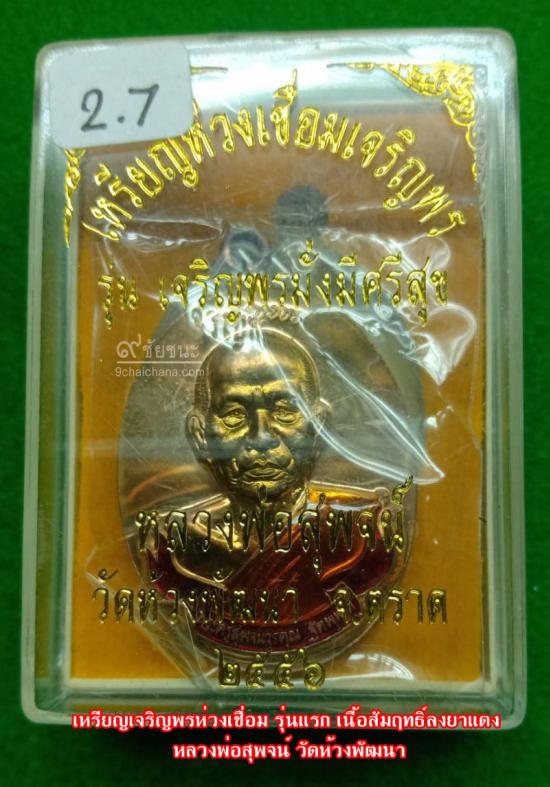 2.7
เหรียญห่วงเชื่อมเจริญพร
รุ่น เจริญพรมั่งมีศรีสุข
๙ชัยชนะ
9chaichana.com
หลวงพ่อสุพจน์
วัดห้วงพัฒนา จ.ตราด
๒๕๕๖
เหรียญเจริญพรห่วงเชื่อม รุ่นแรก เนื้อสัมฤทธิ์ลงยาแดง
หลวงพ่อสุพจน์ วัดห้วงพัฒนา